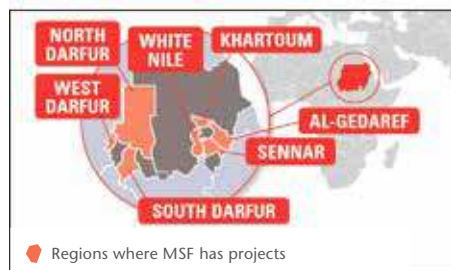 NORTH
DARFUR
WHITE
NILE
KHARTOUM
WEST
DARFUR
AL-GEDAREF
SENNAR
SOUTH DARFUR
Regions where MSF has projects